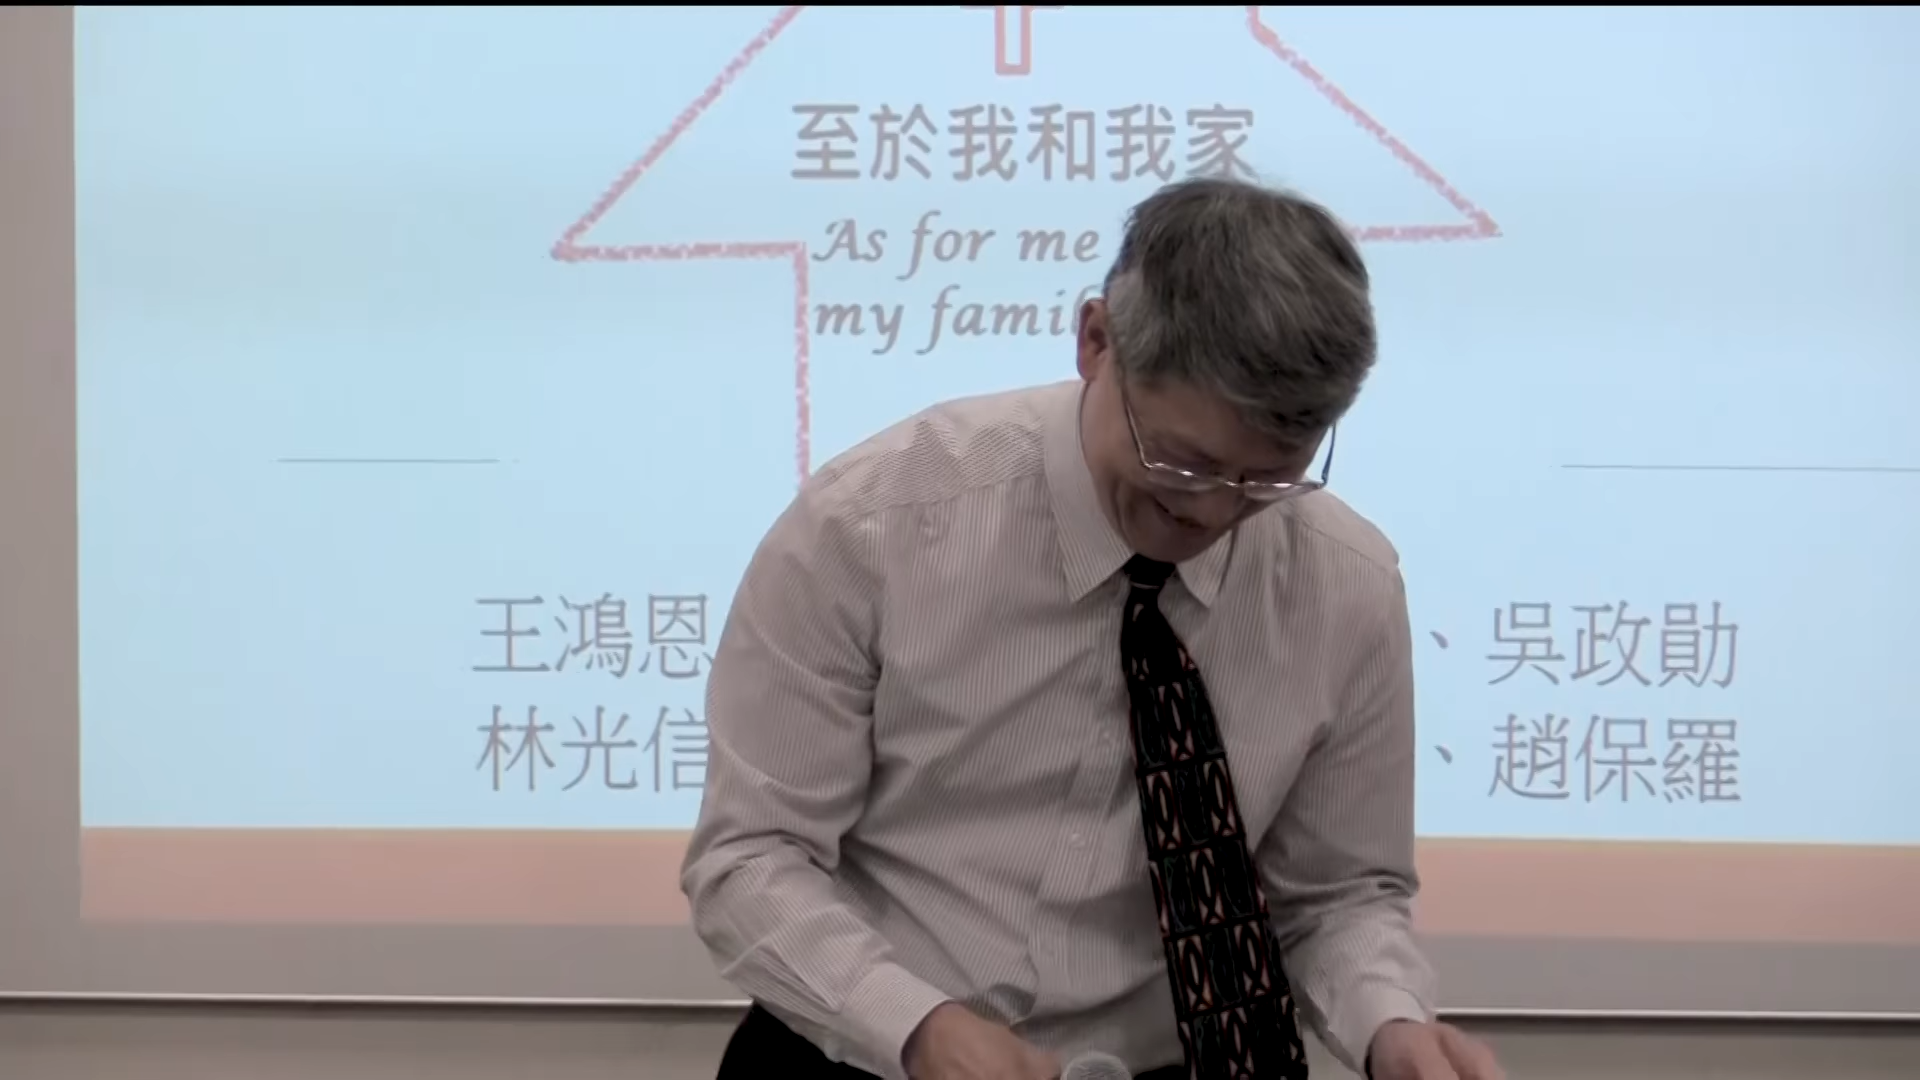 至於我和我家
As for me
my famil
王鴻恩 、吳政勛
林光信 、趙保羅